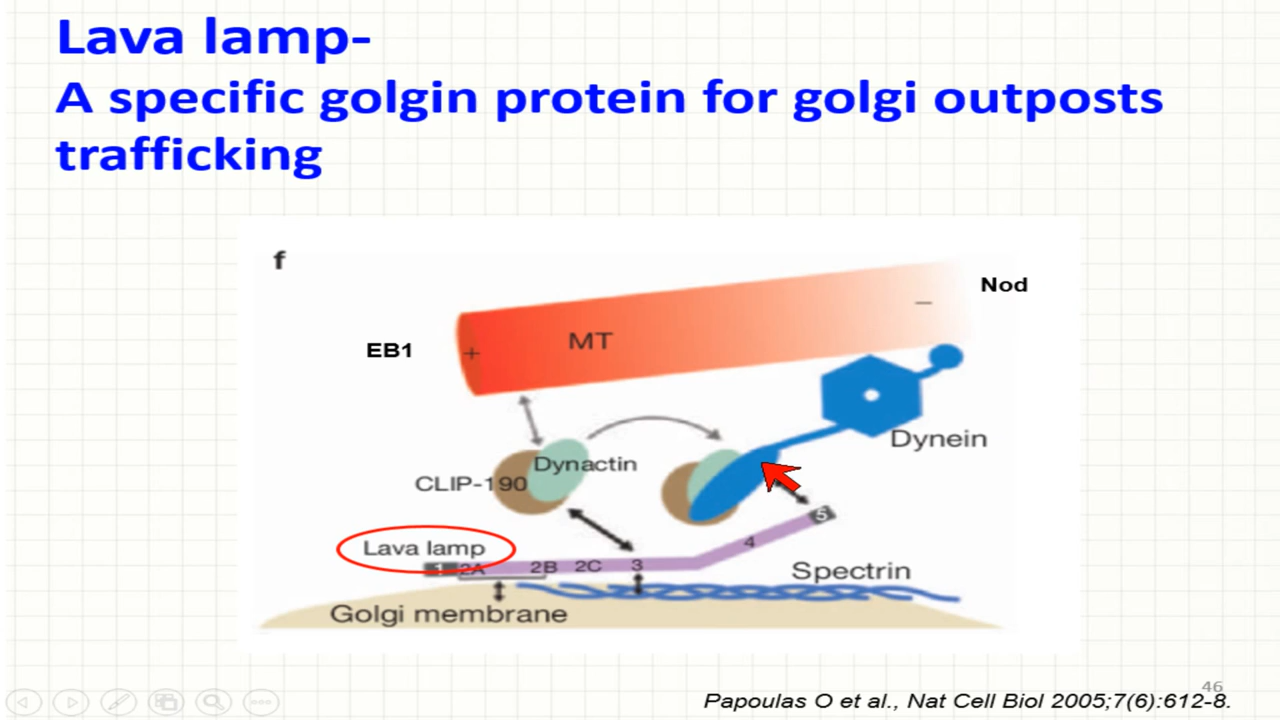 Lava lamp-
A specific golgin protein for golgi outposts
trafficking
f
Nod
EB1
+
MT
−
Dynein
Dynactin
CLIP-190
Lava lamp
1 2A 2B 2C 3 4 5
Spectrin
Golgi membrane
46
Papoulas O et al., Nat Cell Biol 2005;7(6):612-8.